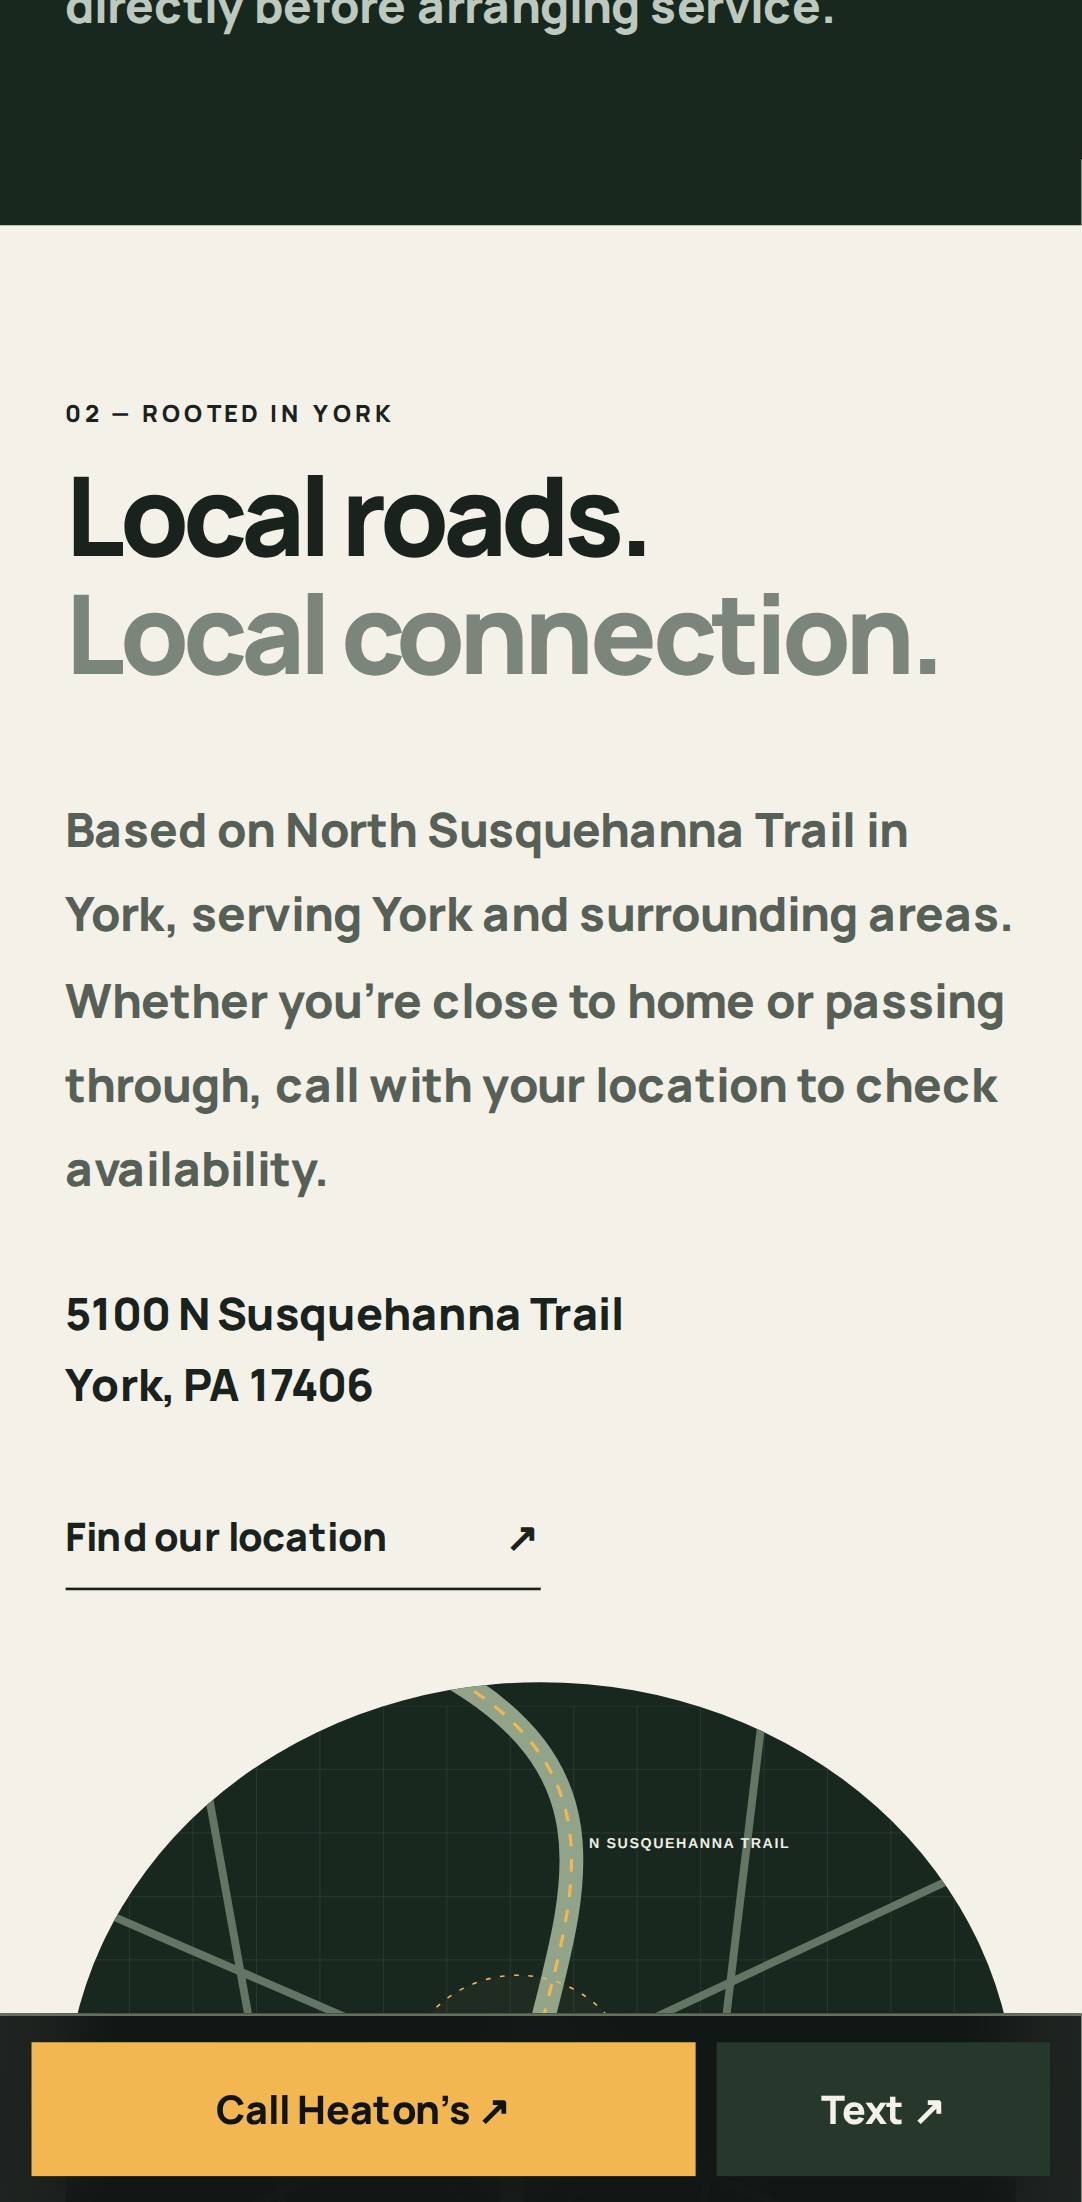 directly before arranging service.
02 — ROOTED IN YORK
Local roads.
Local connection.
Based on North Susquehanna Trail in
York, serving York and surrounding areas.
Whether you’re close to home or passing
through, call with your location to check
availability.
5100 N Susquehanna Trail
York, PA 17406
Find our location ↗
N SUSQUEHANNA TRAIL
Call Heaton’s ↗
Text ↗